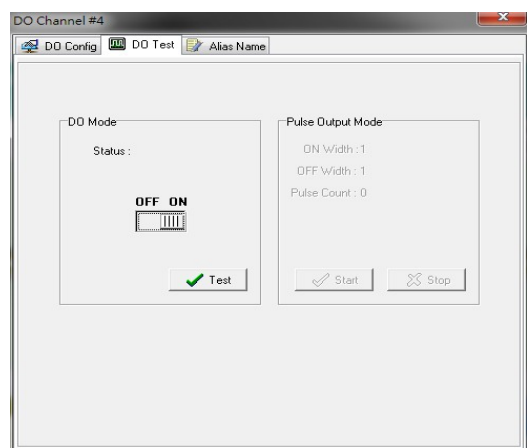 DO Channel #4
DO Config DO Test Alias Name
DO Mode
Status :
OFF ON
Test
Pulse Output Mode
ON Width : 1
OFF Width : 1
Pulse Count : 0
Start Stop